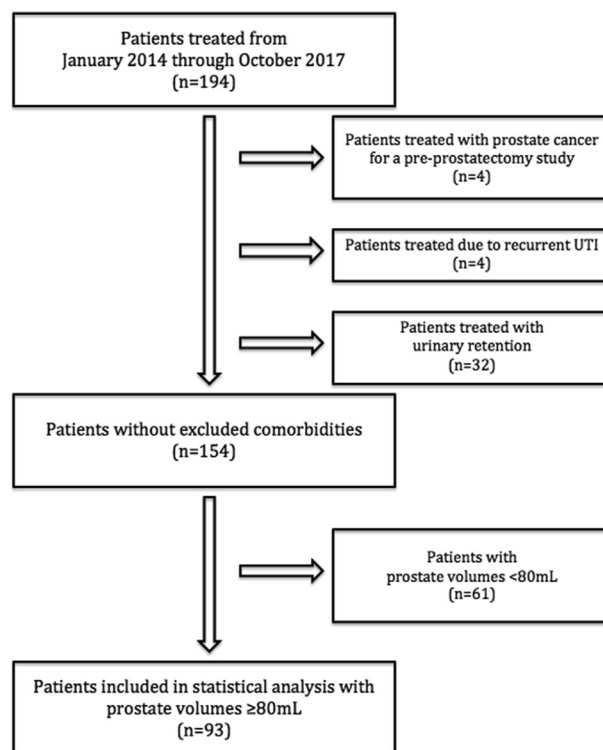 Patients treated from
January 2014 through October 2017
(n=194)
Patients treated with prostate cancer
for a pre-prostatectomy study
(n=4)
Patients treated due to recurrent UTI
(n=4)
Patients treated with
urinary retention
(n=32)
Patients without excluded comorbidities
(n=154)
Patients with
prostate volumes <80mL
(n=61)
Patients included in statistical analysis with
prostate volumes ≥80mL
(n=93)